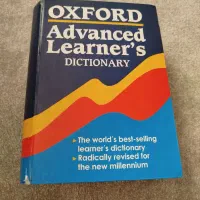 OXFORD
Advanced
Learner's
DICTIONARY
The world's best-selling
learner's dictionary
Radically revised for
the new millennium